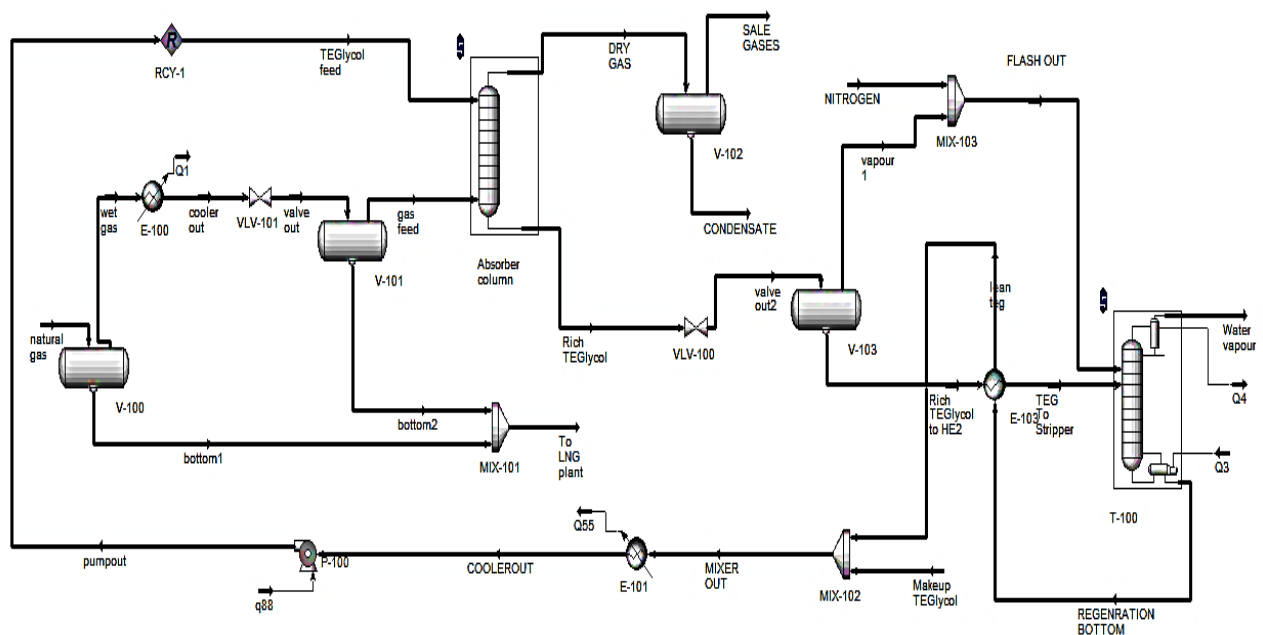 SALE
GASES
DRY
GAS
FLASH OUT
R
RCY-1
TEGlycol
feed
NITROGEN
MIX-103
V-102
vapour
1
Q1
wet
gas
E-100
cooler
out
VLV-101
valve
out
gas
feed
V-101
CONDENSATE
Absorber
column
valve
out2
lean
teg
natural
gas
V-100
Rich
TEGlycol
VLV-100
V-103
Water
vapour
Rich
TEGlycol
to HE2
E-103
TEG
To
Stripper
Q4
bottom2
bottom1
MIX-101
To
LNG
plant
Q3
T-100
Q55
pumpout
P-100
q88
COOLEROUT
E-101
MIXER
OUT
MIX-102
Makeup
TEGlycol
REGENRATION
BOTTOM